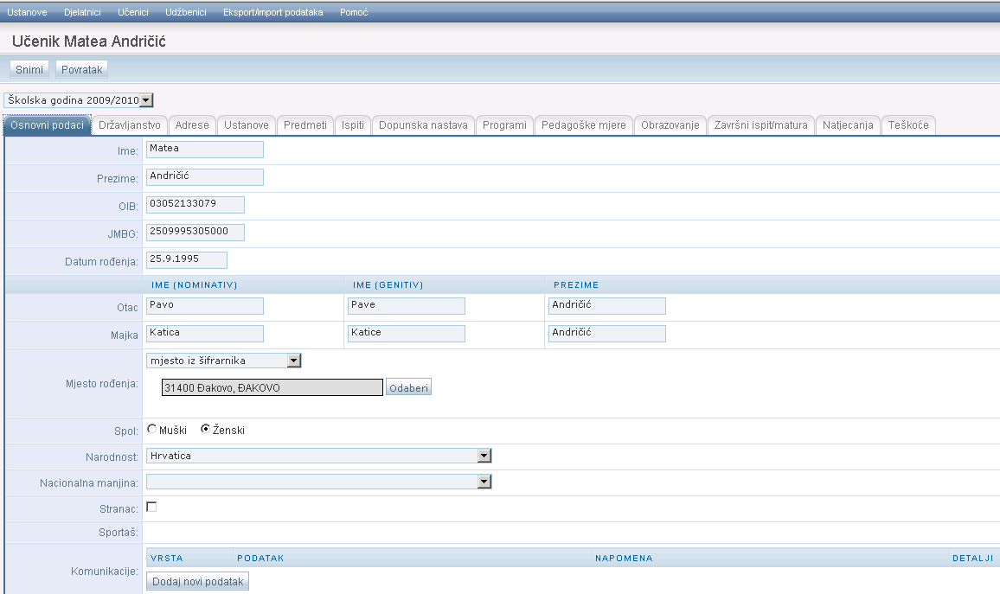 Ustanove Djelatnici Učenici Udžbenici Eksport/import podataka Pomoć
Učenik Matea Andričić
Snimi Povratak
Školska godina 2009/2010
Osnovni podaci Državljanstvo Adrese Ustanove Predmeti Ispiti Dopunska nastava Programi Pedagoške mjere Obrazovanje Završni ispit/matura Natjecanja Teškoće
Ime: Matea
Prezime: Andričić
OIB: 03052133079
JMBG: 2509995305000
Datum rođenja: 25.9.1995
IME (NOMINATIV) IME (GENITIV) PREZIME
Otac Pavo Pave Andričić
Majka Katica Katice Andričić
mjesto iz šifrarnika
Mjesto rođenja: 31400 Đakovo, ĐAKOVO Odaberi
Spol: Muški Ženski
Narodnost: Hrvatica
Nacionalna manjina:
Stranac:
Sportaš:
VRSTA PODATAK NAPOMENA DETALJI
Komunikacije:
Dodaj novi podatak